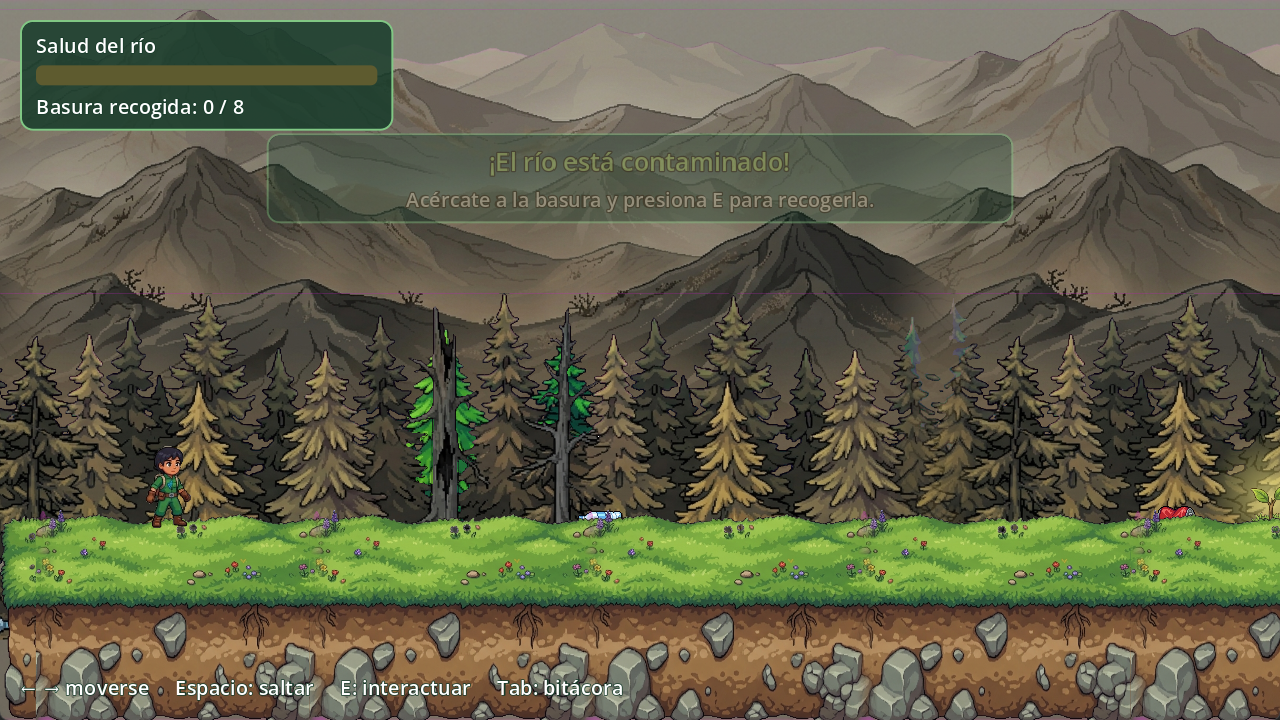 Salud del río
Basura recogida: 0 / 8
¡El río está contaminado!
Acércate a la basura y presiona E para recogerla.
← → moverse Espacio: saltar E: interactuar Tab: bitácora